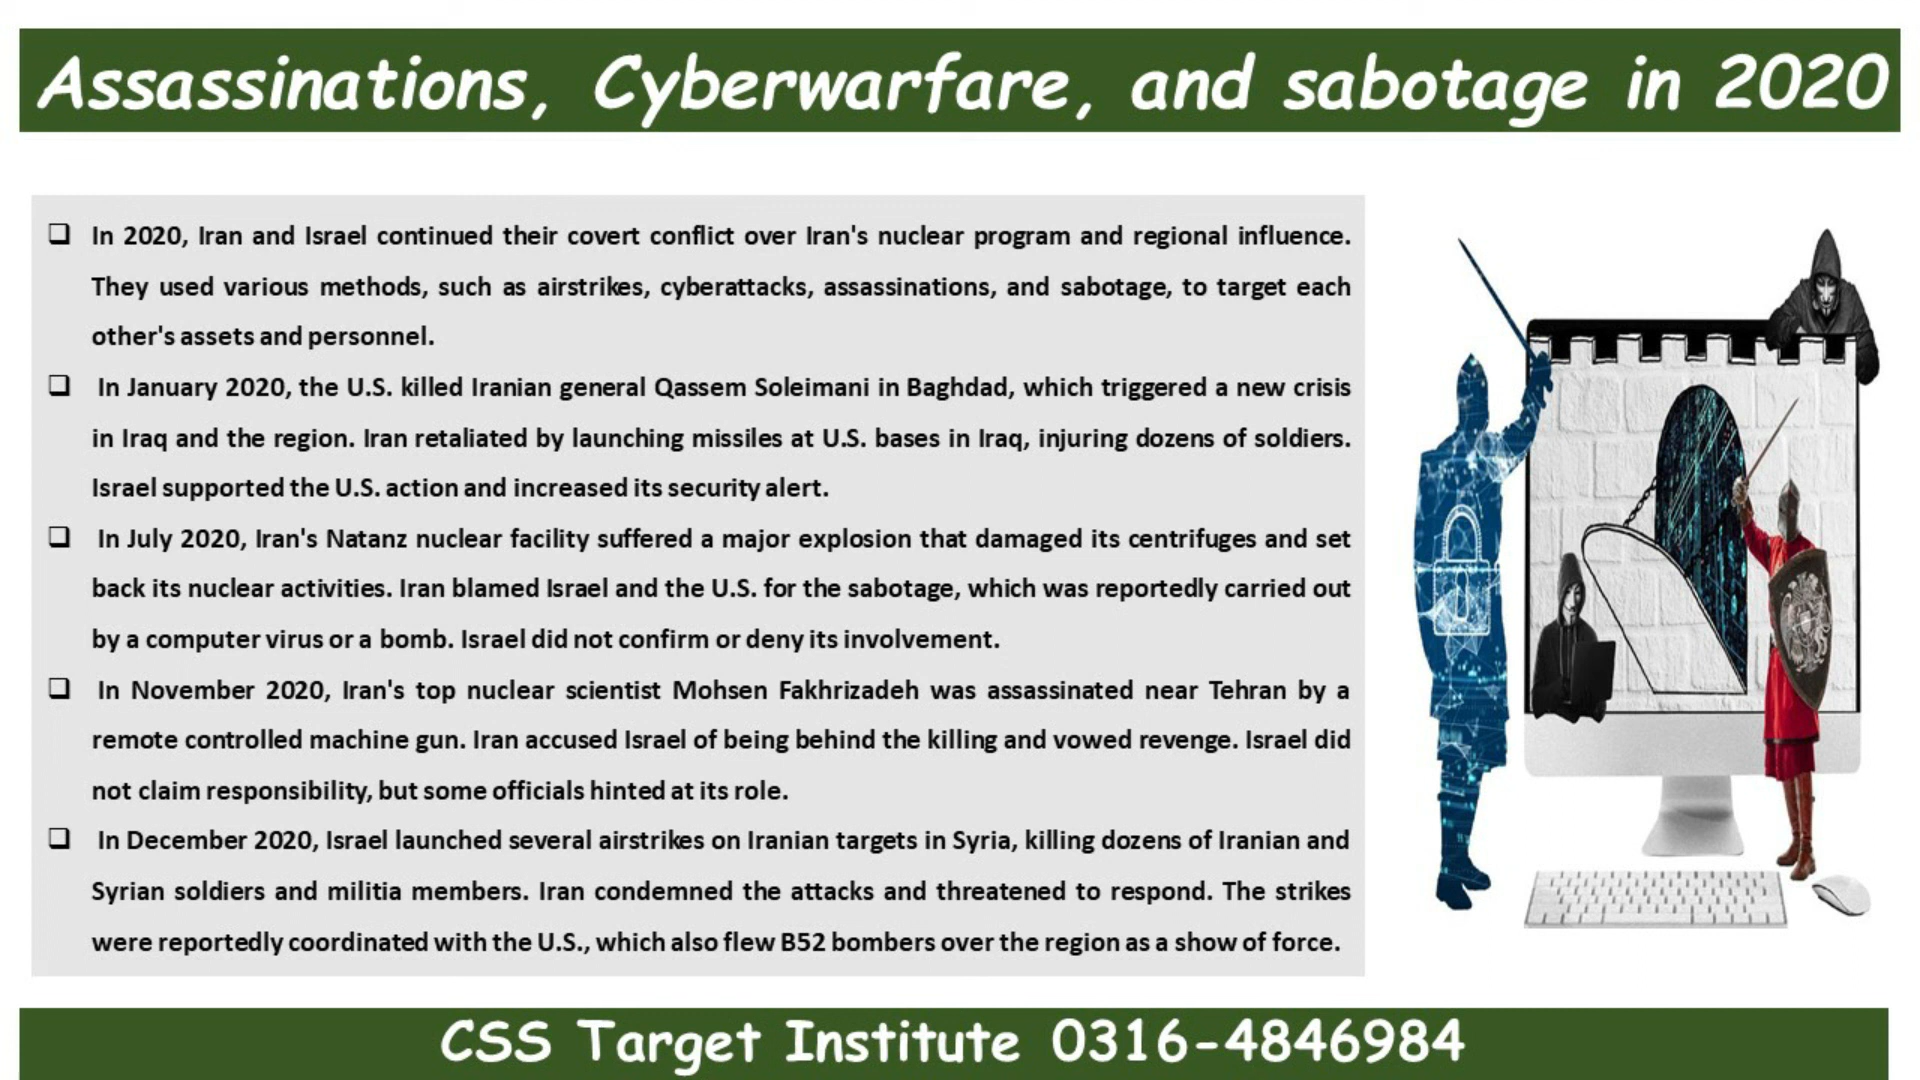 Assassinations, Cyberwarfare, and sabotage in 2020
In 2020, Iran and Israel continued their covert conflict over Iran's nuclear program and regional influence.
They used various methods, such as airstrikes, cyberattacks, assassinations, and sabotage, to target each
other's assets and personnel.
In January 2020, the U.S. killed Iranian general Qassem Soleimani in Baghdad, which triggered a new crisis
in Iraq and the region. Iran retaliated by launching missiles at U.S. bases in Iraq, injuring dozens of soldiers.
Israel supported the U.S. action and increased its security alert.
In July 2020, Iran's Natanz nuclear facility suffered a major explosion that damaged its centrifuges and set
back its nuclear activities. Iran blamed Israel and the U.S. for the sabotage, which was reportedly carried out
by a computer virus or a bomb. Israel did not confirm or deny its involvement.
In November 2020, Iran's top nuclear scientist Mohsen Fakhrizadeh was assassinated near Tehran by a
remote controlled machine gun. Iran accused Israel of being behind the killing and vowed revenge. Israel did
not claim responsibility, but some officials hinted at its role.
In December 2020, Israel launched several airstrikes on Iranian targets in Syria, killing dozens of Iranian and
Syrian soldiers and militia members. Iran condemned the attacks and threatened to respond. The strikes
were reportedly coordinated with the U.S., which also flew B52 bombers over the region as a show of force.
CSS Target Institute 0316-4846984